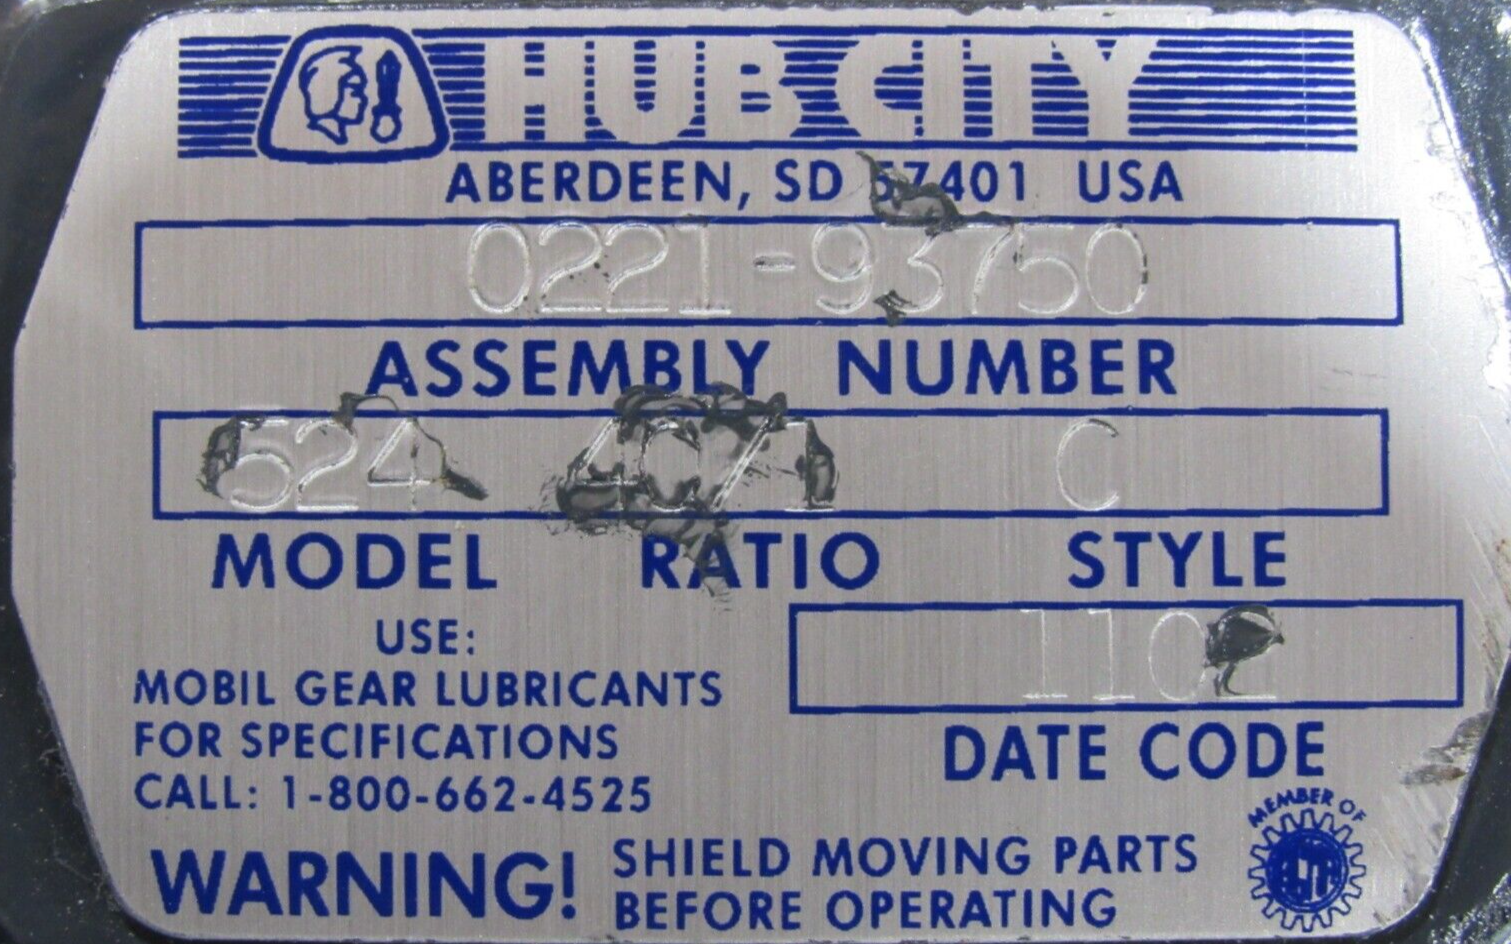 HUB CITY
ABERDEEN, SD 57401 USA
0221-93750
ASSEMBLY NUMBER
524 C
MODEL RATIO STYLE
USE:
MOBIL GEAR LUBRICANTS
FOR SPECIFICATIONS
CALL: 1-800-662-4525
1102
DATE CODE
WARNING! SHIELD MOVING PARTS
BEFORE OPERATING
MEMBER OF